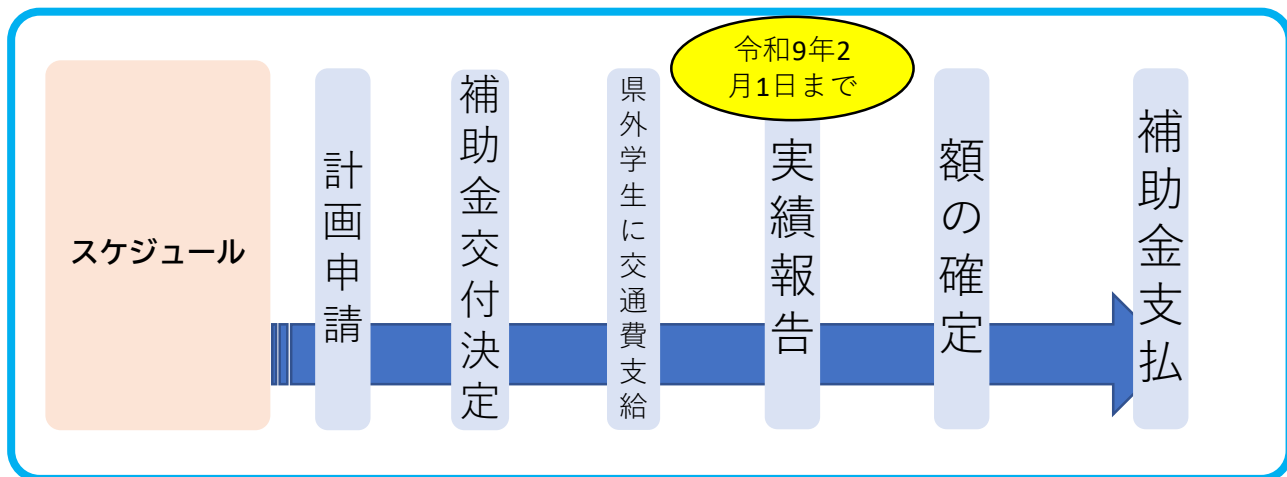 スケジュール
計画申請
補助金交付決定
県外学生に交通費支給
令和9年2
月1日まで
実績報告
額の確定
補助金支払